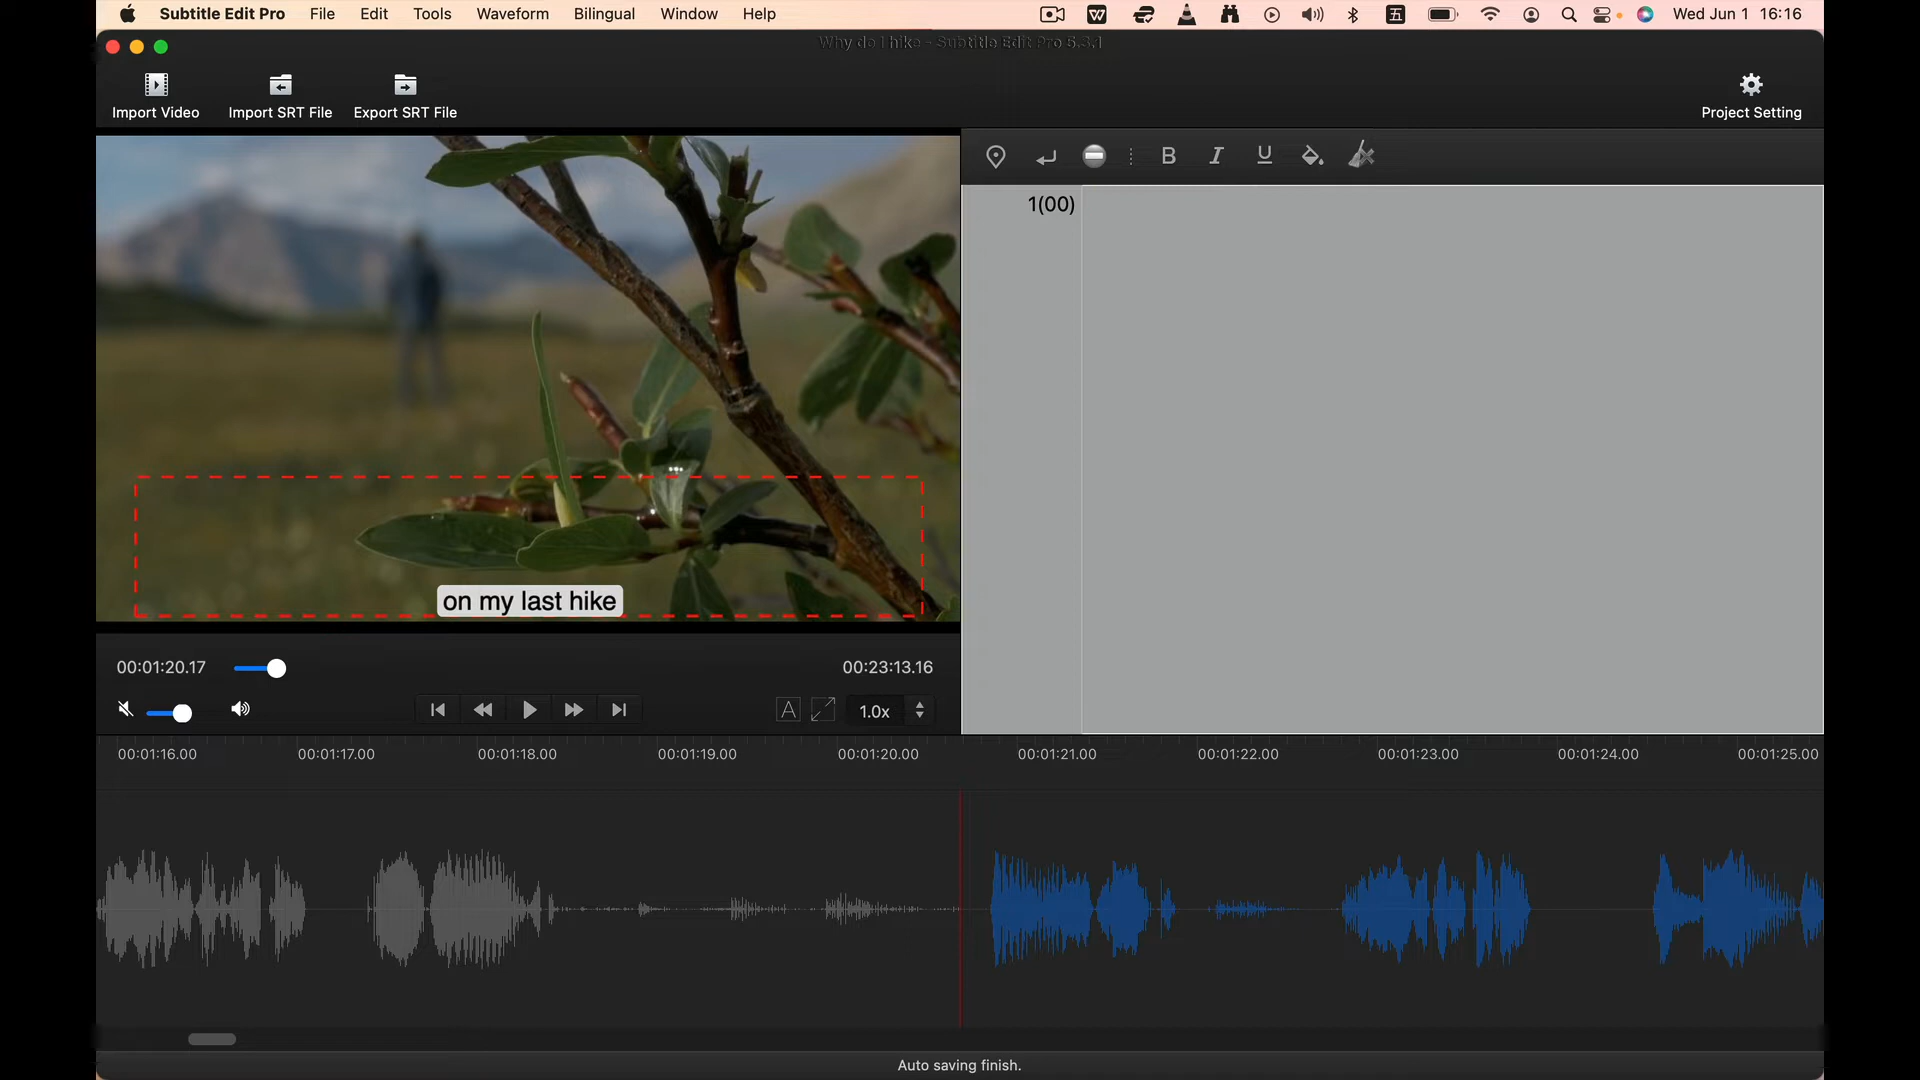 Subtitle Edit Pro File Edit Tools Waveform Bilingual Window Help 五 Wed Jun 1 16:16
Why do I hike - Subtitle Edit Pro 5.3.1
Import Video Import SRT File Export SRT File Project Setting
B I U
1(00)
on my last hike
00:01:20.17 00:23:13.16
A 1.0x
00:01:16.00 00:01:17.00 00:01:18.00 00:01:19.00 00:01:20.00 00:01:21.00 00:01:22.00 00:01:23.00 00:01:24.00 00:01:25.00
Auto saving finish.